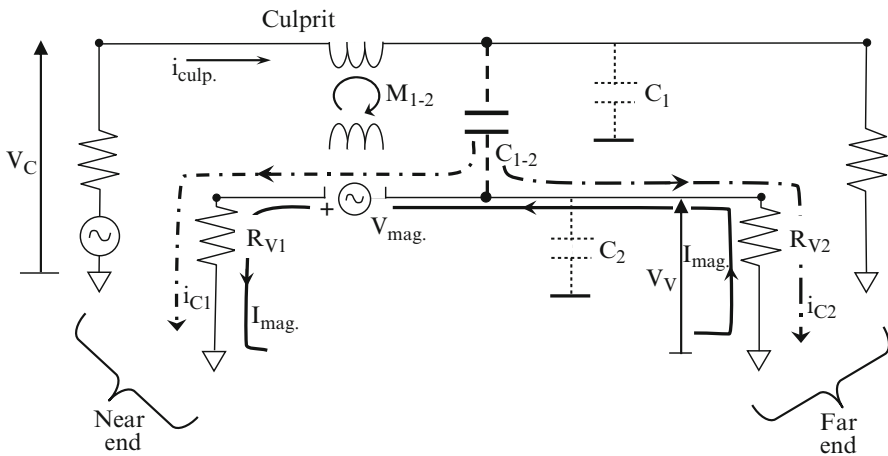 Culprit
i_culp.
M_1-2
C_1
V_C
C_1-2
+
V_mag.
R_V1
C_2
V_V
I_mag.
R_V2
i_C1
I_mag.
i_C2
Near
end
Far
end